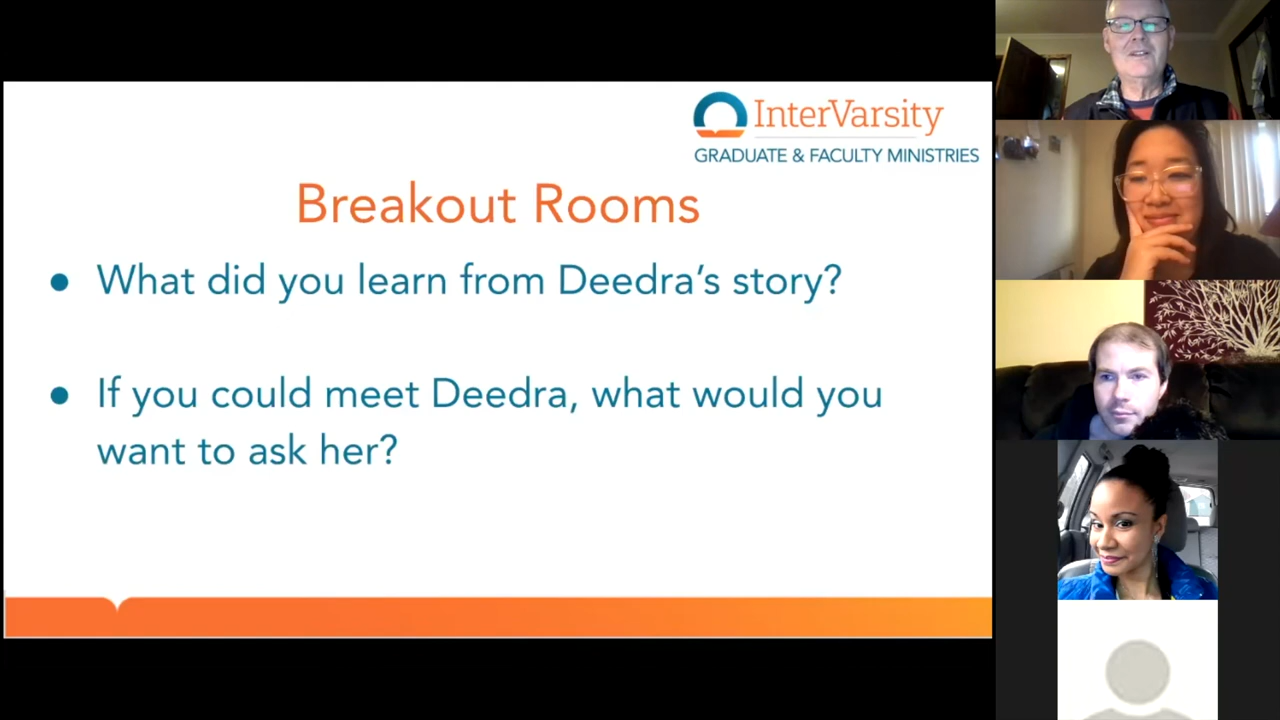 InterVarsity
GRADUATE & FACULTY MINISTRIES
Breakout Rooms
● What did you learn from Deedra’s story?
● If you could meet Deedra, what would you
want to ask her?